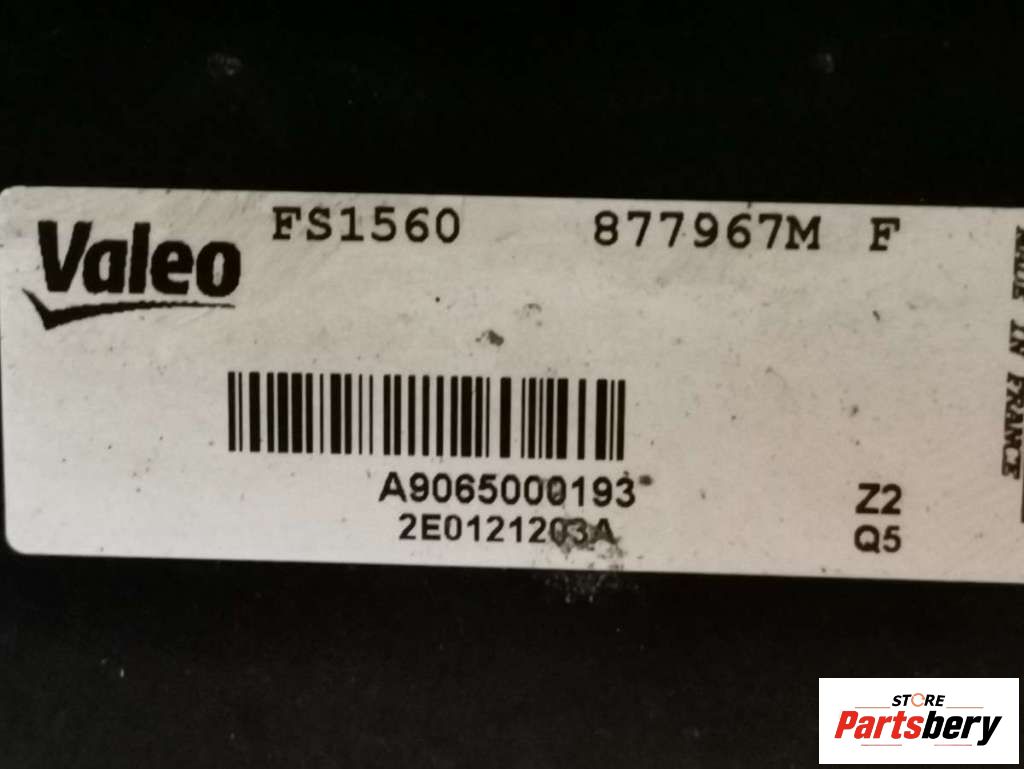 Valeo FS1560 877967M F
MADE IN FRANCE
A9065000193
2E0121203A
Z2
Q5
STORE
Partsbery